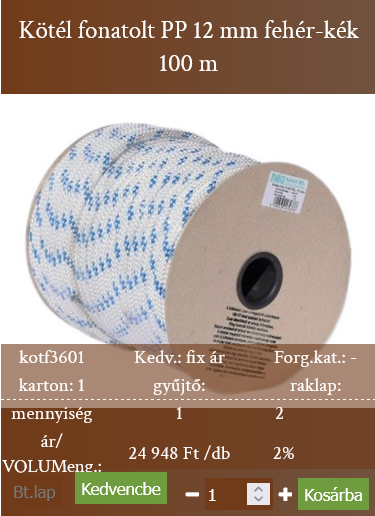 Kötél fonatolt PP 12 mm fehér-kék
100 m
kotf3601 Kedv.: fix ár Forg.kat.: -
karton: 1 gyűjtő: raklap:
mennyiség 1 2
ár/
VOLUMeng.: 24 948 Ft /db 2%
Bt.lap Kedvencbe 1 Kosárba